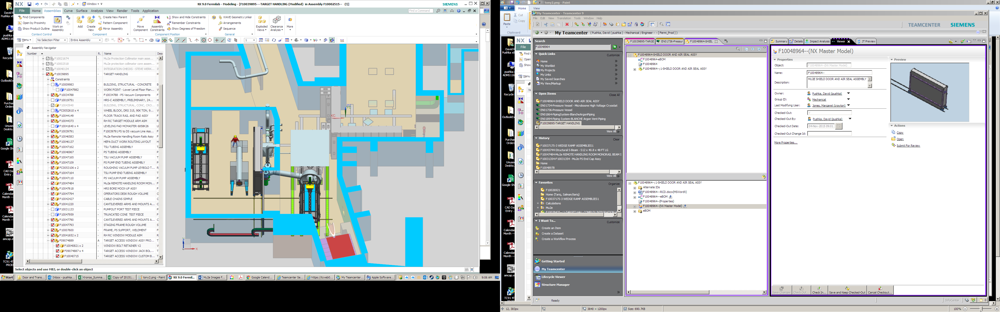 NX
Window
NX 9.0 Fermilab - Modeling - [F10039895---TARGET HANDLING (Modified)  in Assembly F10002515--  (!)]
SIEMENS
File
Home
Assemblies
Curve
Surface
Analysis
View
Render
Tools
Application
Find a Command
Find Components
Open by Proximity
Show Product Outline
Work on Assembly
Context Control
Add
Create New
Create New Parent
Pattern Component
Mirror Assembly
Component
Move Component
Assembly Constraints
Show and Hide Constraints
Remember Constraints
Show Degrees of Freedom
Component Position
WAVE Geometry Linker
Arrangements
Sequence
General
Exploded Views
Clearance Analysis
More
Menu
No Selection Filter
Entire Assembly
1
Assembly Navigator
Number
R.
Name
Desc
F10021674 Mu2e Protection Collimator main asse...
F10002518 Mu2e protection collimator core assem...
F10040134 INTEGRATION CHECKS - STEVE WERK...
F10039895 - TARGET HANDLING
Constraints
F10009983 - BUILDING, STRUCTURAL - CONCRETE
F10047982 - WORK POINT - Lower Level Floor Plan...
F10034788 - F10034788 - PS Vacuum Components
F10019751 - HRS-C ASSEMBLY, PRELIMINARY, 24...
F10043940 BUILDING, STRUCTURAL, CONC, CRO...
FC0052610 x 4 - WHEEL BLOCK, DRS 315, 90K TON, 9...
F10044149 - FLOOR TRACK RAIL AND PAD ASSY
F10044373 - RH RC TARGET MODULE ARM ASM
F10041640 x 4 - LEVELING PAD MCMASTER 6858K26
F10039791 - F10039791 PS to DS vacuum Line Ass...
F10046583 - Mu2e Remote Handling Room Rails Assy
F10046137 - HEPA DUCT WORK ROUTING LAYOUT
F10047162 - TSU TUBING ASSEMBLY
F10046967 - PS TUBING ASSEMBLY
F10047165 - TSU VACUUM PUMP ASSEMBLY
F10047109 - PS PUMP END TUBING ASSEMBLY
FC0053106 x 2 - ROUGHING VACUUM PUMP LEYBOLD T...
F10047164 - TSU PUMP END TUBING ASSEMBLY
F10047110 - PS VACUUM PUMP ASSEMBLY
F10047484 - Mu2e REMOTE HANDLING ROOM MON...
F10047618 - HRS BORE MOCK-UP ASSY
F10047794 - OPERATORS DESK ROUGH VOLUME
F10042427 - CABLE CHAINS SIMPLE
F10041220 - CANTILEVERED ARMS AND MOUNTS A...
F10031133 - PUMPOUT PORT TEST PIECE
F10047959 - TRUNCATED CONE TEST PIECE
F10047790 - CANTILEVERED ARMS AND MOUNTS A...
F10047793 - STAGING FRAME ROUGH VOLUME
F10007600 - FRAME, PS SUPPORT, WELDMENT
F10041652 x 2 - RH RC WINDOW MODULE ASM
F09074889 A TARGET ACCESS WINDOW ASSY PRO...
F10040821 x 2 - WINDOW BOLT RETAINER V2
F09074887 x 4 - TARGET ACCESS WINDOW JACK BOL...
F10040715 - TARGET ACCESS WINDOW CUSTOM B...
XC
X
Select objects and use MB3, or double-click an object
Start
Door and Trans...
Inbox - pushka...
Kronos_Summa...
Copy of 20151...
tony2.png - Paint
NX 9.0 Fermil...
Mu2e Images f...
Google Calend...
Teamcenter Se...
https://tcweb0...
My Teamcenter...
Apple Software...
9:06 AM
tony2.png - Paint
Home
View
Paste
Cut
Copy
Clipboard
My Teamcenter - Teamcenter 9
File Edit View Translation Tools Window Help
TEAMCENTER
SIEMENS
My Teamcenter ( Pushka, David ( pushka ) - Mechanical / Engineer - - [ Fermi_Prod ] )
Search
F10048964
Quick Links
Customize
Home
My Worklist
My Projects
My Links
My Saved Searches
My View/Markup
Open Items
Close All
F10048964-SHIELD DOOR AND AIR SEAL ASSY
EN01734-Pressure Vessel - Microboone High Voltage Cryostat
EN01736-Pressure Vessel
EN01864-PipingSystem-BlancheArgonPiping
EN01894-Piping System-BLANCHE Argon Vent Piping
F10039895-TARGET HANDLING
View All
History
Clear
F10037175-3 WEDGE RAMP ASSEMBLIES1
F10043744-Structural S-Beam - S12 x 40.8 x 48 FT LG
F10047484-Mu2e REMOTE HANDLING ROOM MONORAIL BEAM S
F10031354-F10031354 - Mu2e PS End Cap Assy
Home
F10048978
View All
Favorites
Organize
F10026921
Home (Tariq, Salman/tariq)
F10037175-3 WEDGE RAMP ASSEMBLIES1
Calculations
Mu2e
I Want To...
Customize
Create an Item
Create a Dataset
Create a Workflow Process
Getting Started
My Teamcenter
Lifecycle Viewer
Structure Manager
F10039895-TARGE
EN01736-Pressur
F10048964-SHIEL
F10048964-SHIELD DOOR AND AIR SEAL ASSY
F10048964-eBOM
F10048964
F10048964--;1-SHIELD DOOR AND AIR SEAL ASSY
F10048964--;1-SHIELD DOOR AND AIR SEAL ASSY
Alternate IDs
F10048964---RCD.docx(MSWordX)
F10048964---eBOM
F10048964--(Properties)
F10048964--(NX Master Model)
eBOM
Summary
Details
Impact Analysis
Viewer
JT Preview
F10048964--(NX Master Model)
Properties
Object: F10048964--(NX Master Model)
Name: F10048964--
Description: MU2E SHIELD DOOR AND AIR SEAL ASSEMBLY
Owner: Pushka, David (pushka)
Group ID: Mechanical
Last Modifying User: Jones, Margaret (crayton)
Checked-Out: Y
Checked-Out By: Pushka, David (pushka)
Checked-Out Date: 04-Nov-2015 09:01
Checked-Out Change Id:
More Properties...
Preview
Actions
Copy
Open
Submit For Review
Save Changes
Check Out...
Check In...
Save and Keep Checked-Out
Cancel Checkout...
Ready
InfoCenter
0
12, 383px
3840 × 1200px
Size: 690.7KB
100%